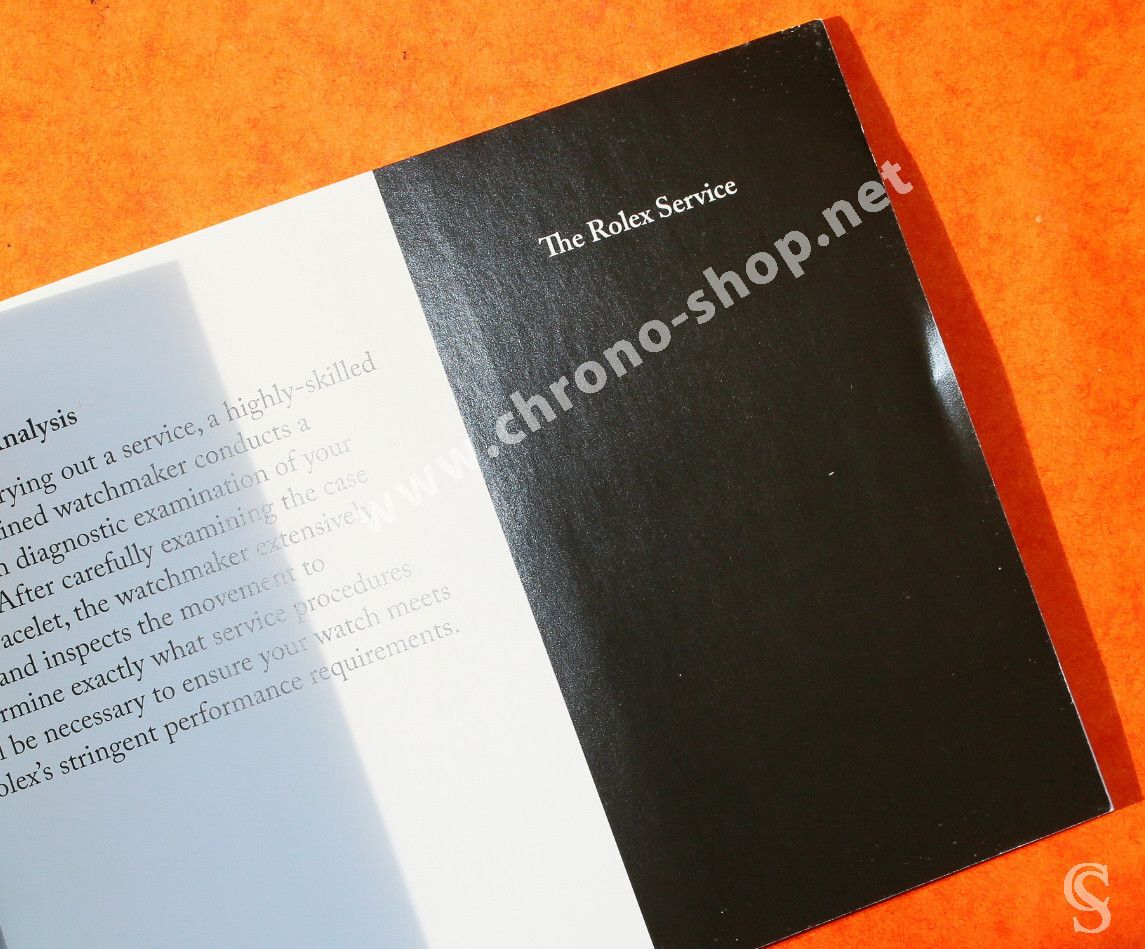 The Rolex Service
www.chrono-shop.net
nalysis
rying out a service, a highly-skilled
ined watchmaker conducts a
diagnostic examination of your
After carefully examining the case
acelet, the watchmaker extensively
and inspects the movement to
rmine exactly what service procedures
be necessary to ensure your watch meets
olex's stringent performance requirements.
S